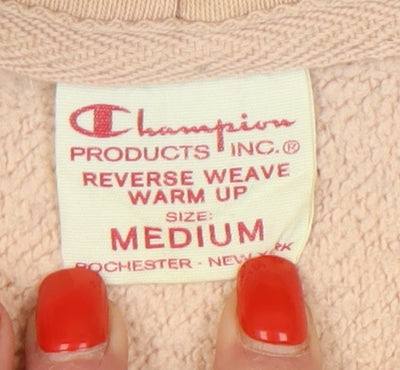 Champion
PRODUCTS INC.®
REVERSE WEAVE
WARM UP
SIZE:
MEDIUM
ROCHESTER - NEW YORK